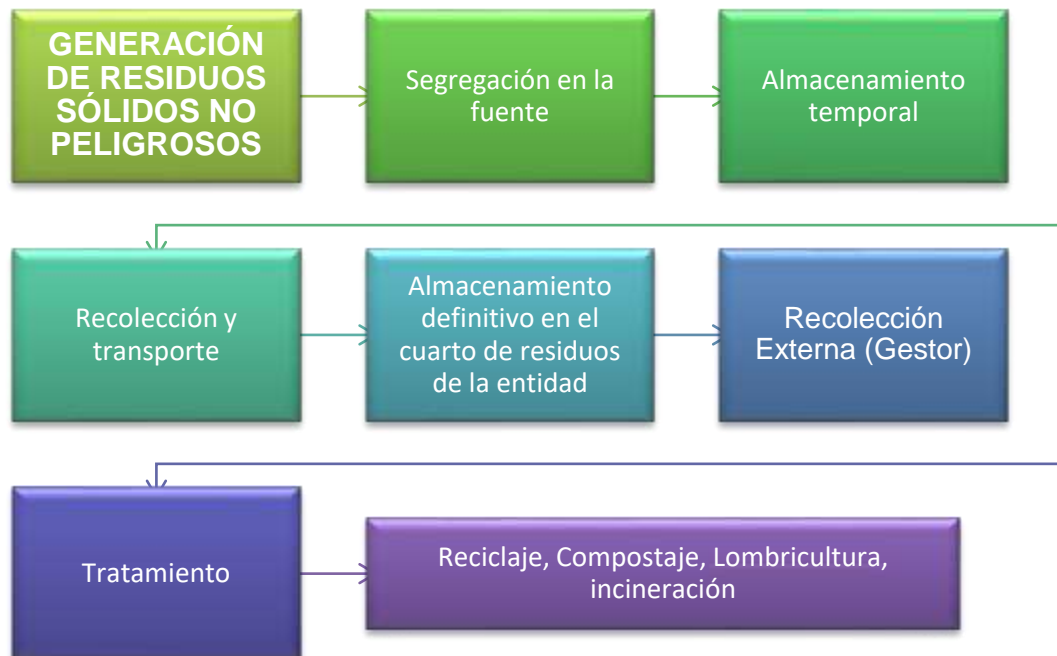 GENERACIÓN
DE RESIDUOS
SÓLIDOS NO
PELIGROSOS
Segregación en la
fuente
Almacenamiento
temporal
Recolección y
transporte
Almacenamiento
definitivo en el
cuarto de residuos
de la entidad
Recolección
Externa (Gestor)
Tratamiento
Reciclaje, Compostaje, Lombricultura,
incineración